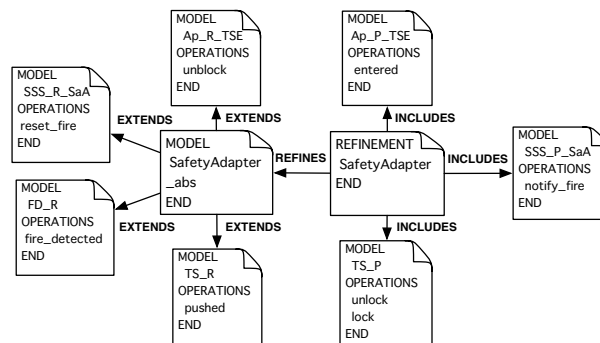 MODEL
Ap_R_TSE
OPERATIONS
unblock
END
MODEL
Ap_P_TSE
OPERATIONS
entered
END
MODEL
SSS_R_SaA
OPERATIONS
reset_fire
END
EXTENDS
EXTENDS
INCLUDES
MODEL
SafetyAdapter
_abs
END
REFINES
REFINEMENT
SafetyAdapter
END
INCLUDES
MODEL
SSS_P_SaA
OPERATIONS
notify_fire
END
MODEL
FD_R
OPERATIONS
fire_detected
END
EXTENDS
EXTENDS
INCLUDES
MODEL
TS_R
OPERATIONS
pushed
END
MODEL
TS_P
OPERATIONS
unlock
lock
END